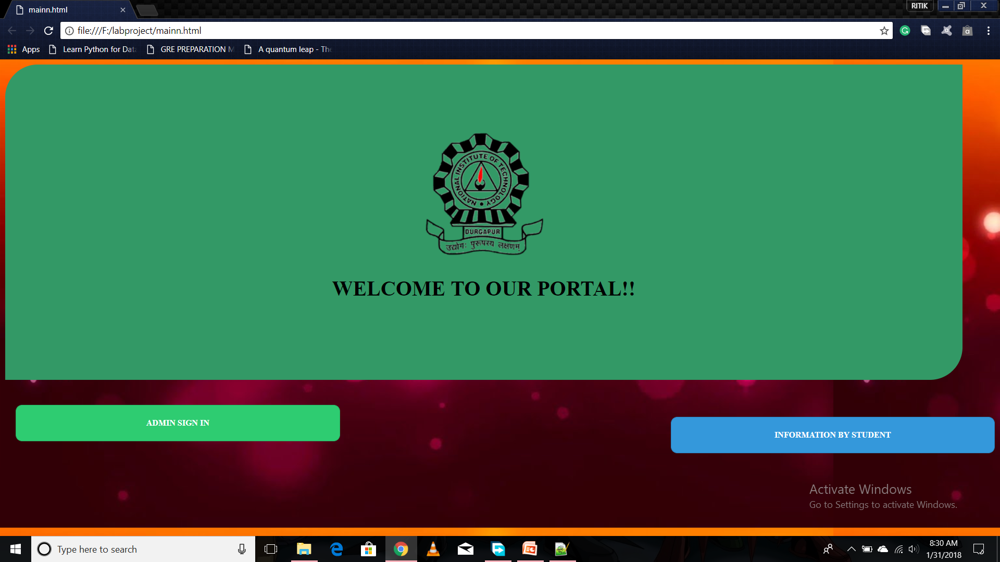 mainn.html
RITIK
file:///F:/labproject/mainn.html
Apps
Learn Python for Dat
GRE PREPARATION M
A quantum leap - The
NATIONAL INSTITUTE OF TECHNOLOGY
DURGAPUR
उद्योगः पुरूपस्य लक्षणम्
WELCOME TO OUR PORTAL!!
ADMIN SIGN IN
INFORMATION BY STUDENT
Activate Windows
Go to Settings to activate Windows.
Type here to search
8:30 AM
1/31/2018